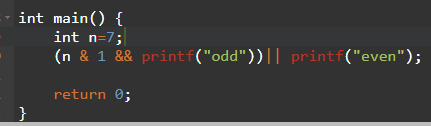 int main() {
int n=7;
(n & 1 && printf("odd"))|| printf("even");
return 0;
}